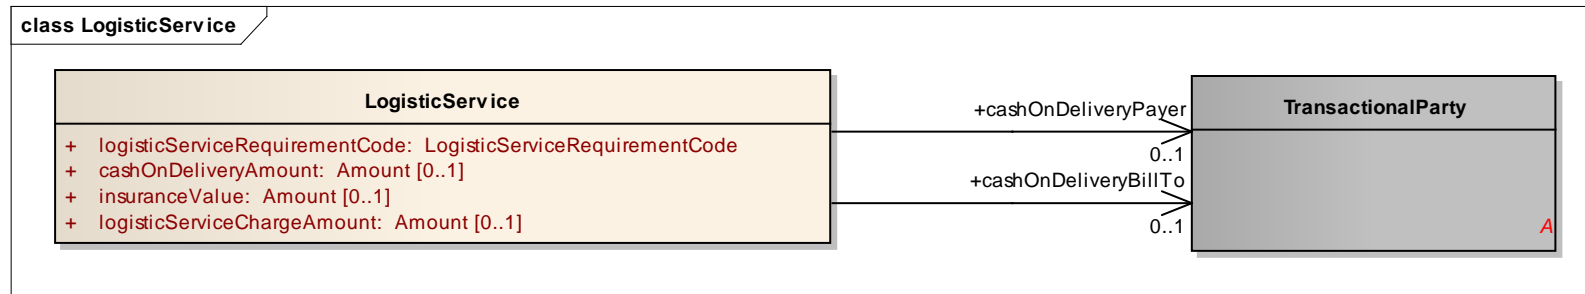 class LogisticService
LogisticService
+ logisticServiceRequirementCode: LogisticServiceRequirementCode
+ cashOnDeliveryAmount: Amount [0..1]
+ insuranceValue: Amount [0..1]
+ logisticServiceChargeAmount: Amount [0..1]
+cashOnDeliveryPayer
0..1
+cashOnDeliveryBillTo
0..1
TransactionalParty
A